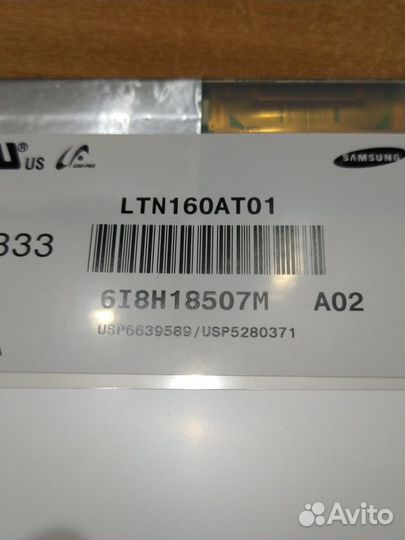 US
SAMSUNG
LTN160AT01
333
6I8H18507M A02
USP6639589/USP5280371
A
Avito